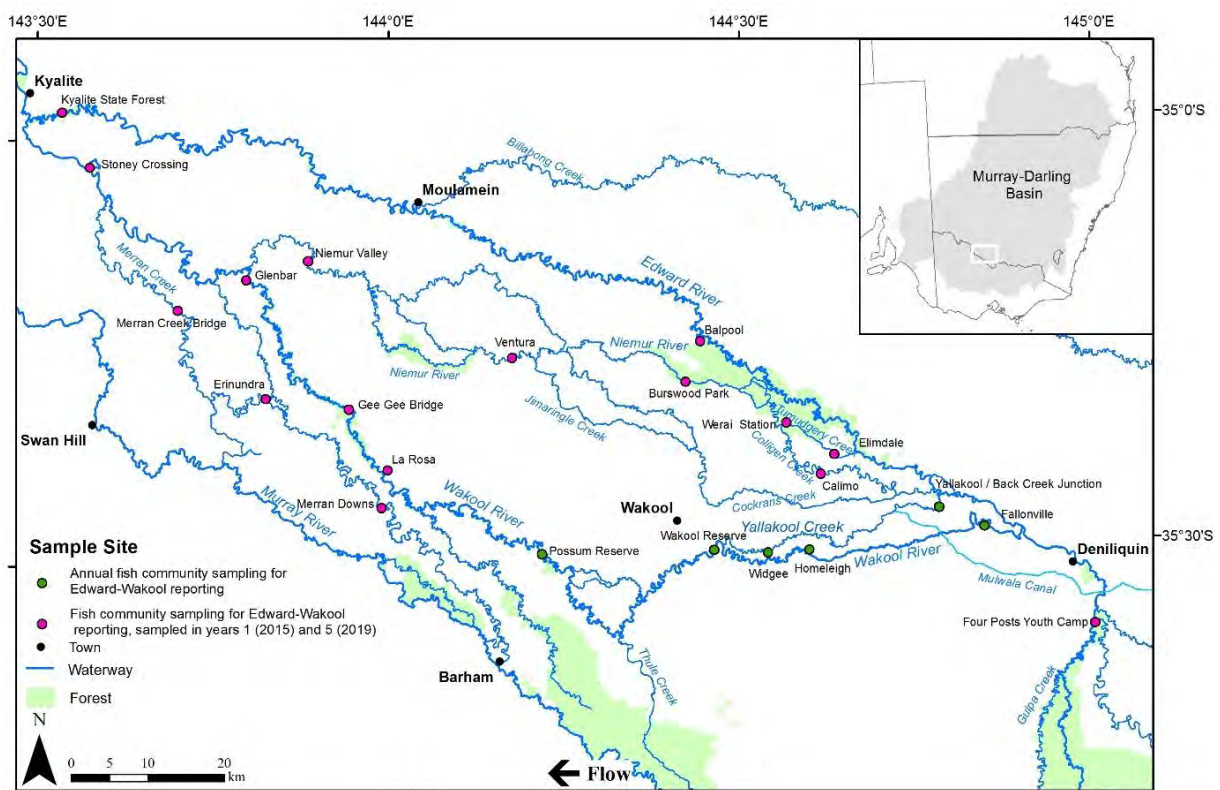 143°30'E
144°0'E
144°3'0"E
145°0'E
Kyalite
Kyalite State Forest
35°0'S
Billabong Creek
Stoney Crossing
Moulamein
Murray-Darling
Basin
Merran Creek
Niemur Valley
Glenbar
Edward River
Merran Creek Bridge
Balpool
Ventura
Niemur River
Niemur River
Burswood Park
Erinundra
Gee Gee Bridge
Jimaringle Creek
Werai Station
Tumudgery Creek
Swan Hill
Colligen Creek
Elimdale
La Rosa
Calimo
Yallakool / Back Creek Junction
Murray River
Wakool River
Cockrans Creek
Merran Downs
Wakool
Fallonville
Yallakool Creek
Wakool Reserve
35°30'S
Sample Site
Possum Reserve
Widgee
Homeleigh
Wakool River
Deniliquin
Mulwala Canal
Annual fish community sampling for
Edward-Wakool reporting
Fish community sampling for Edward-Wakool
reporting, sampled in years 1 (2015) and 5 (2019)
Four Posts Youth Camp
Town
Waterway
Barham
Thule Creek
Gulpa Creek
Forest
N
0 5 10 20
km
← Flow